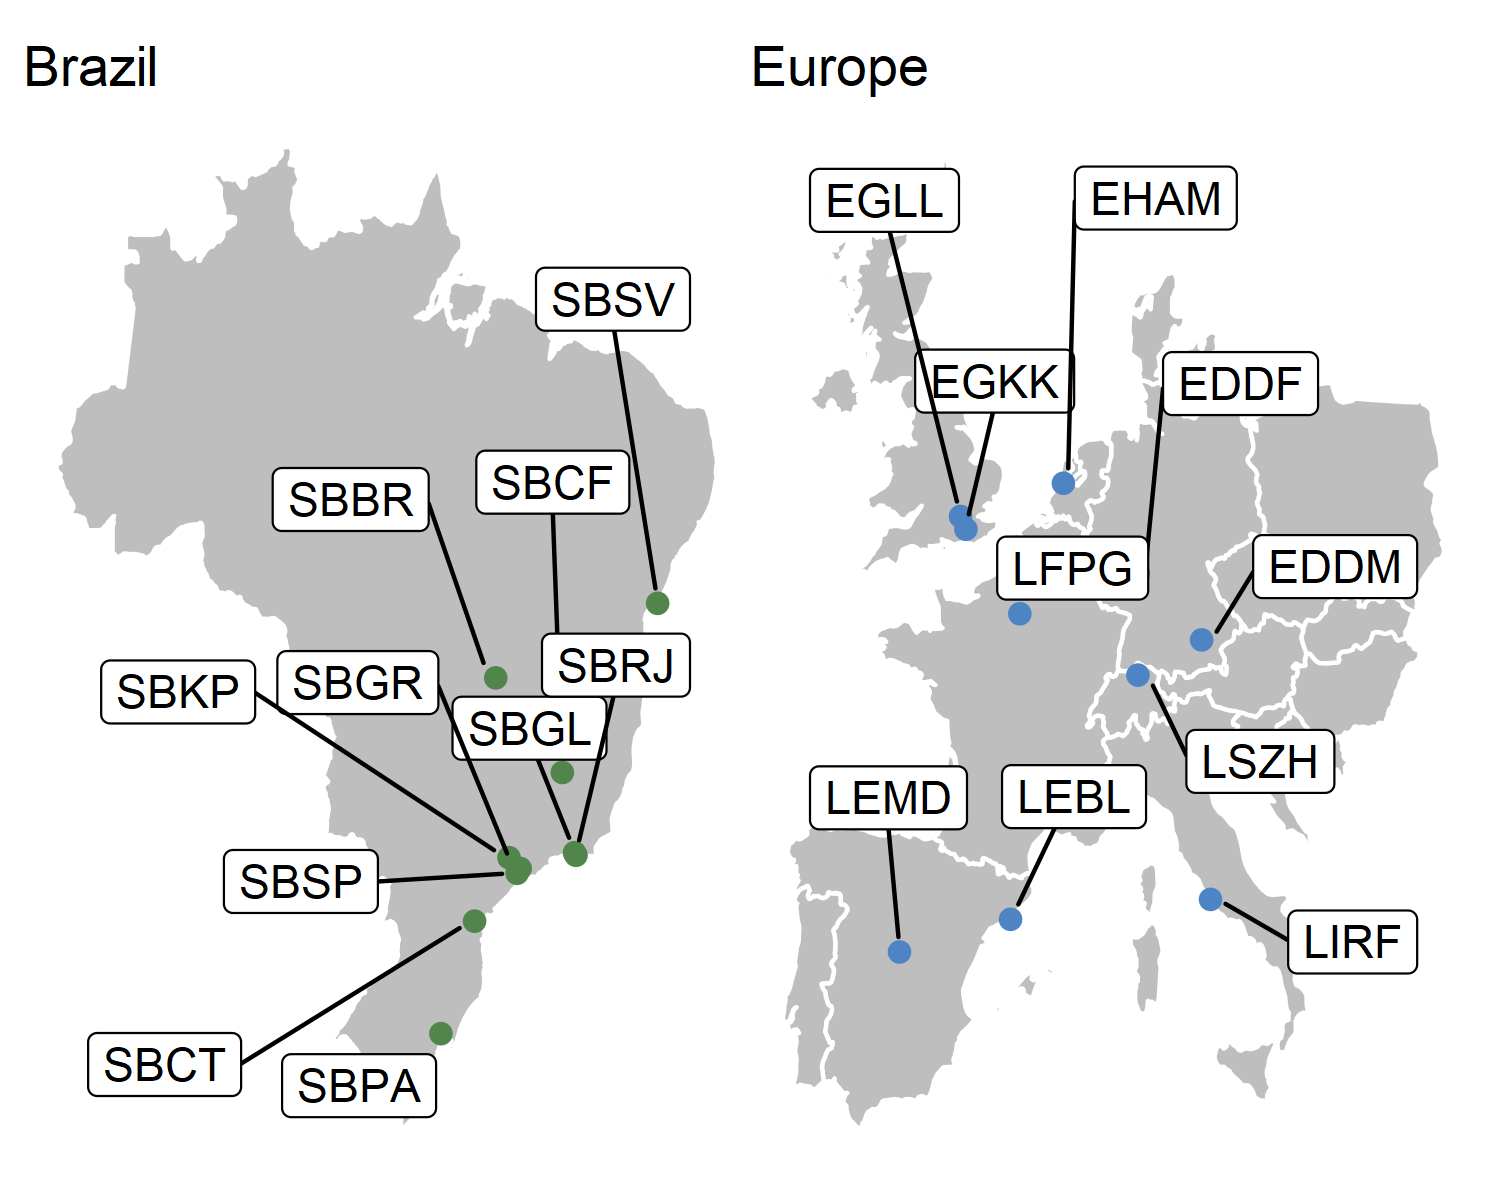 Brazil
SBSV
SBCF
SBBR
SBRJ
SBGR
SBKP
SBGL
SBSP
SBCT
SBPA
Europe
EGLL
EHAM
EGKK
EDDF
LFPG
EDDM
LSZH
LEMD
LEBL
LIRF